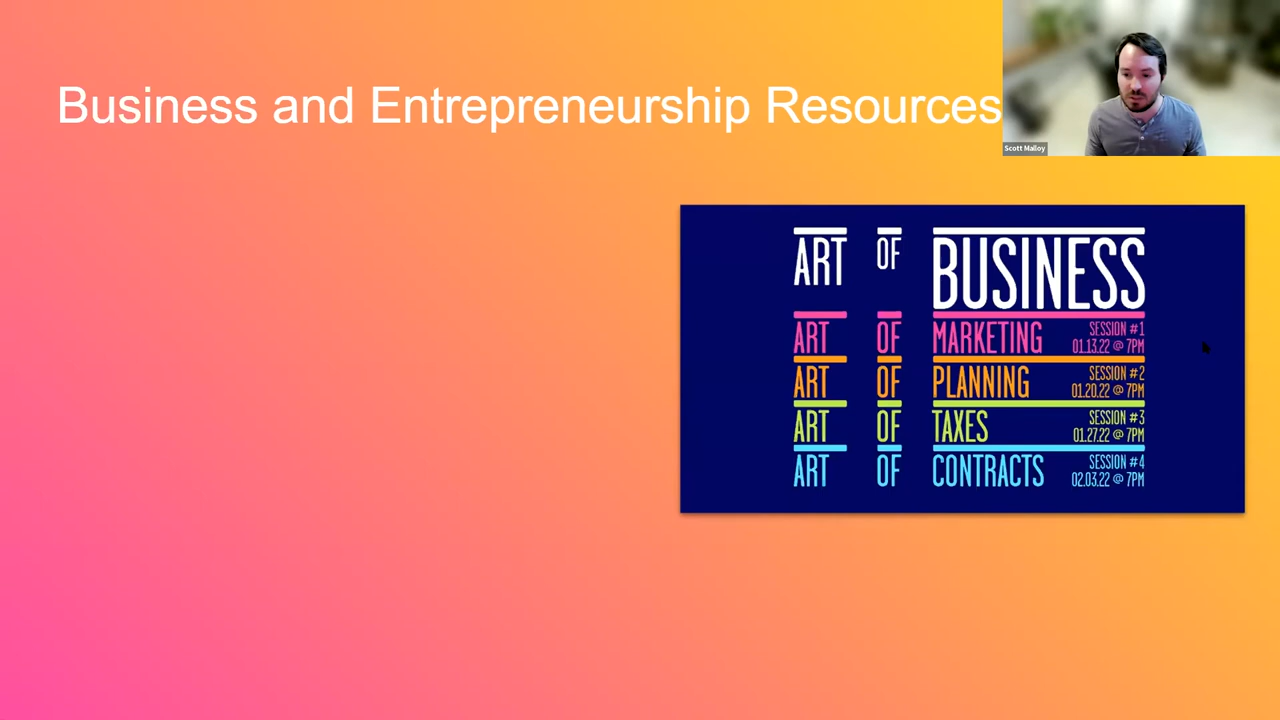 Business and Entrepreneurship Resources
Scott Malloy
ART OF BUSINESS
ART OF MARKETING SESSION #1
01.13.22 @ 7PM
ART OF PLANNING SESSION #2
01.20.22 @ 7PM
ART OF TAXES SESSION #3
01.27.22 @ 7PM
ART OF CONTRACTS SESSION #4
02.03.22 @ 7PM